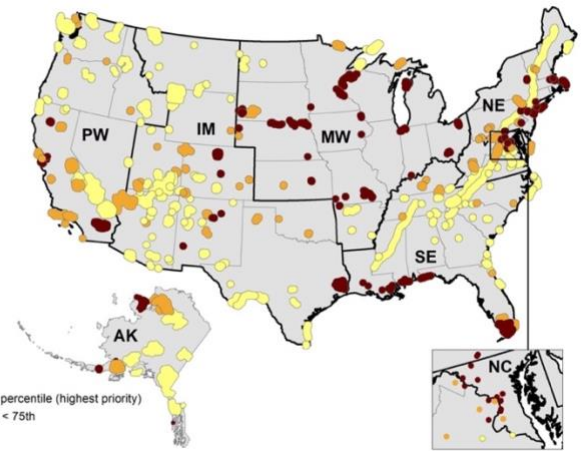 NE
PW
IM
MW
SE
AK
NC
percentile (highest priority)
< 75th